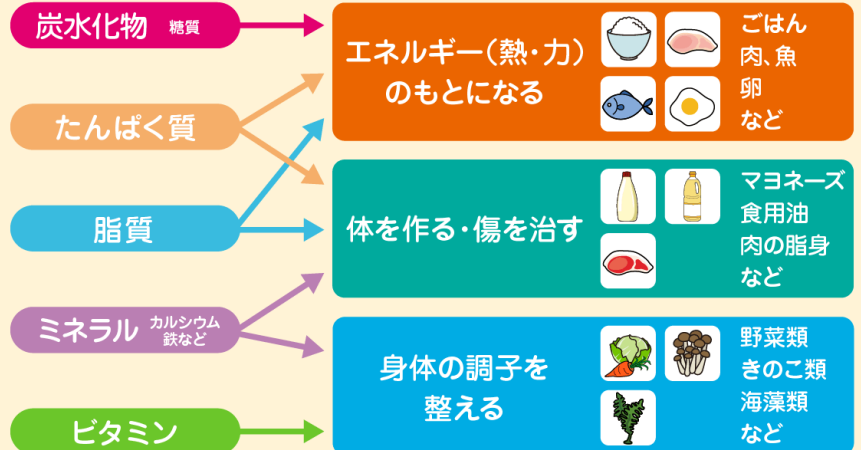 炭水化物 糖質
たんぱく質
脂質
ミネラル カルシウム
鉄など
ビタミン
エネルギー(熱・力)
のもとになる
ごはん
肉、魚
卵
など
体を作る・傷を治す
マヨネーズ
食用油
肉の脂身
など
身体の調子を
整える
野菜類
きのこ類
海藻類
など